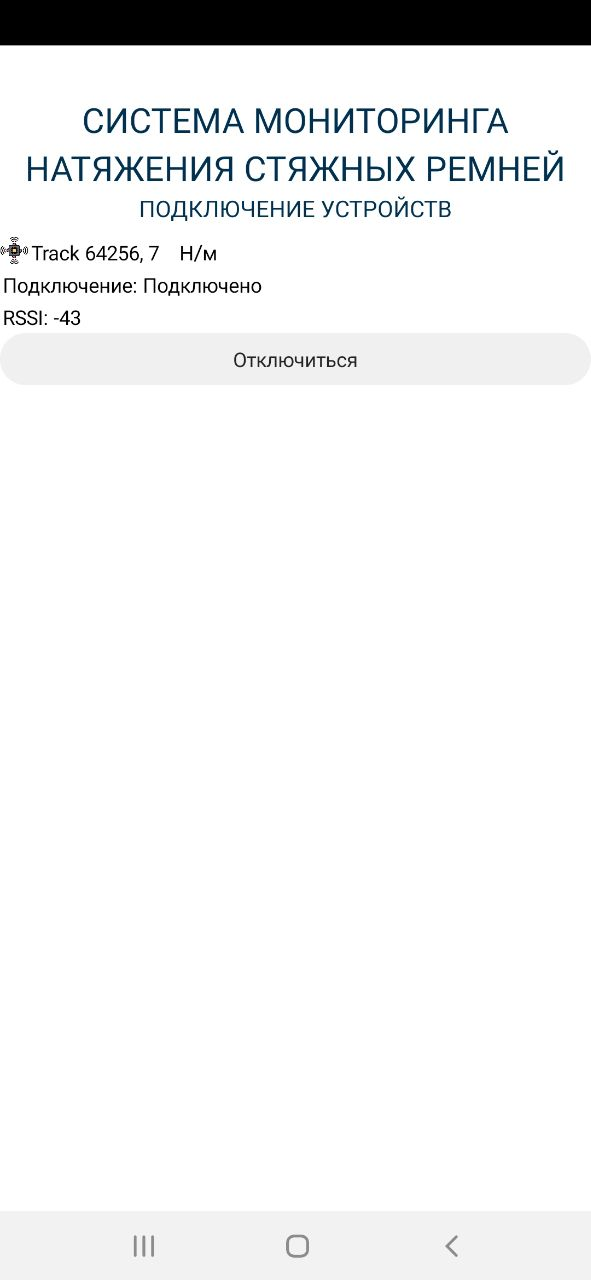 СИСТЕМА МОНИТОРИНГА
НАТЯЖЕНИЯ СТЯЖНЫХ РЕМНЕЙ
ПОДКЛЮЧЕНИЕ УСТРОЙСТВ
Track 64256, 7 Н/м
Подключение: Подключено
RSSI: -43
Отключиться